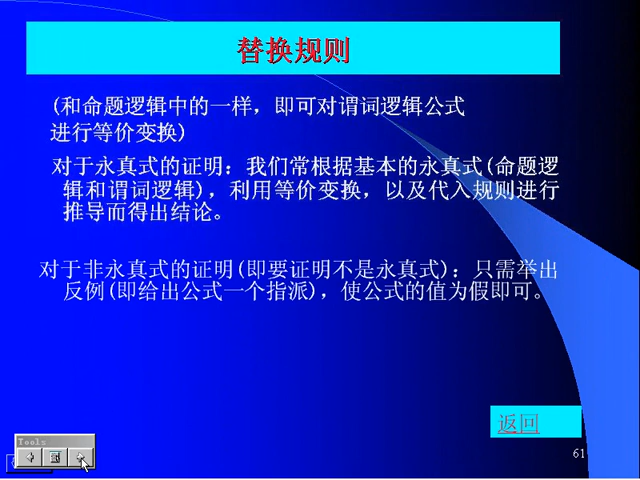 替换规则
(和命题逻辑中的一样，即可对谓词逻辑公式
进行等价变换)
对于永真式的证明：我们常根据基本的永真式(命题逻
辑和谓词逻辑)，利用等价变换，以及代入规则进行
推导而得出结论。
对于非永真式的证明(即要证明不是永真式)：只需举出
反例(即给出公式一个指派)，使公式的值为假即可。
返回
61
Tools